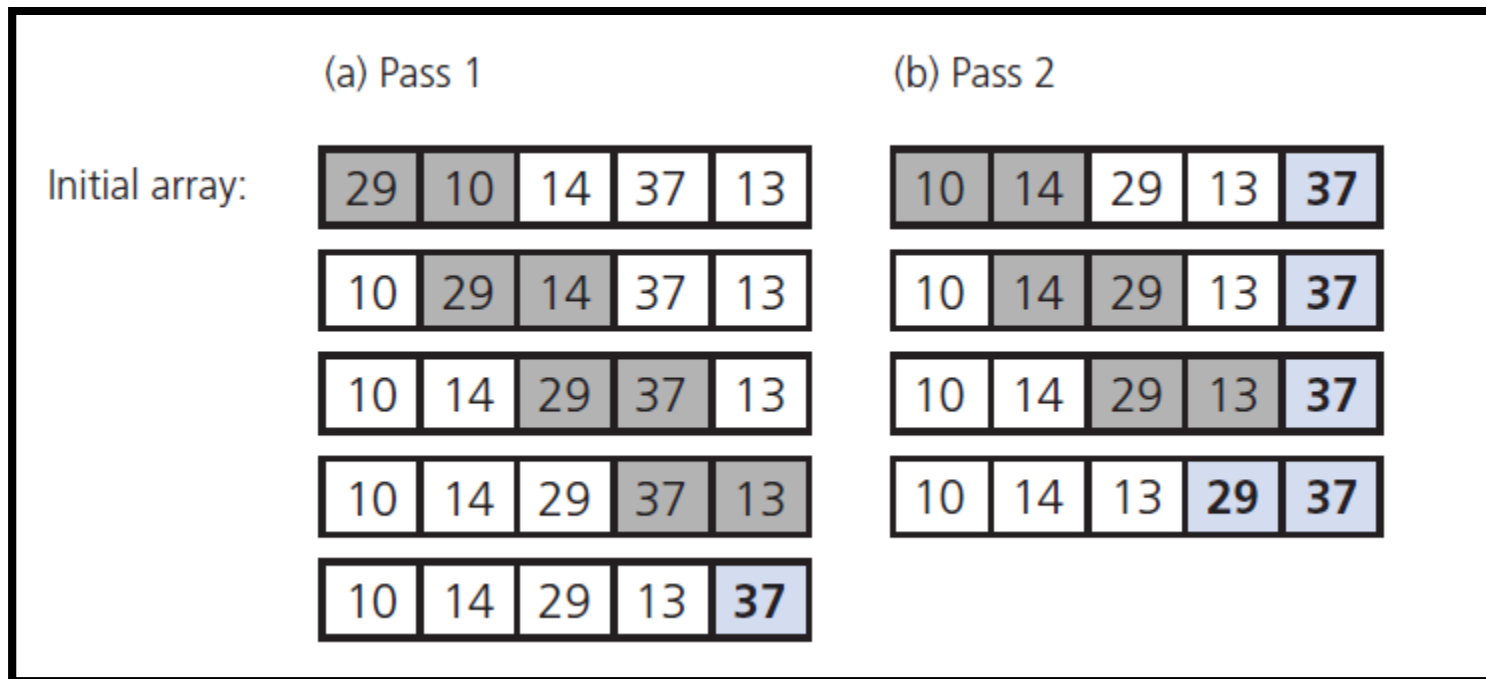 (a) Pass 1 (b) Pass 2
Initial array: 29 10 14 37 13 10 14 29 13 37
10 29 14 37 13 10 14 29 13 37
10 14 29 37 13 10 14 29 13 37
10 14 29 37 13 10 14 13 29 37
10 14 29 13 37